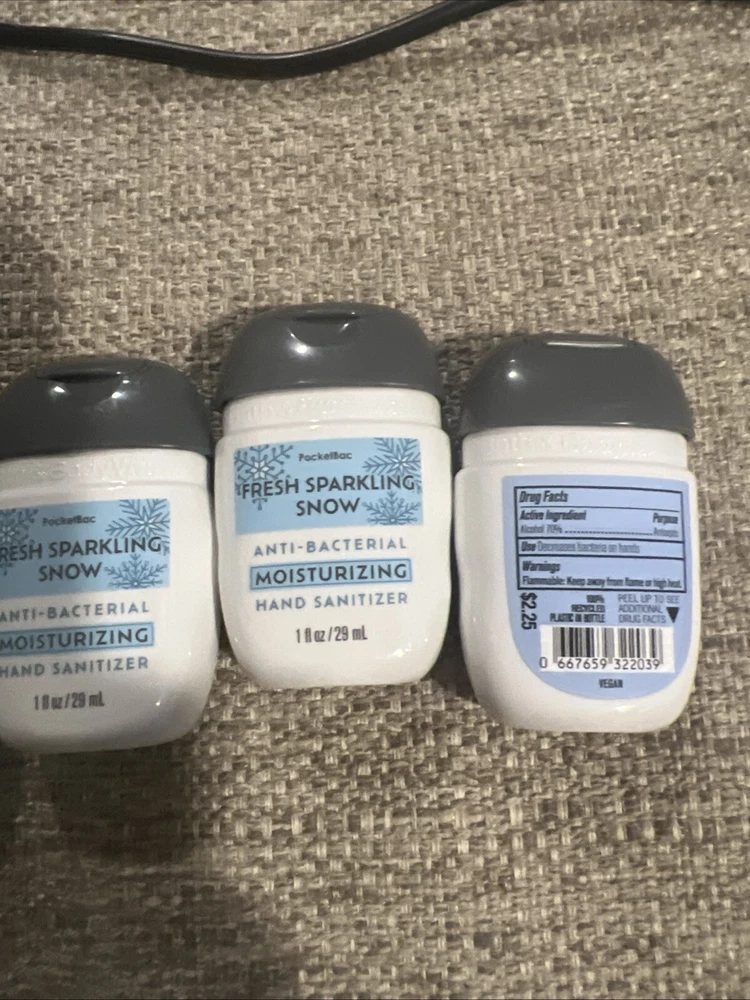 PocketBac
RESH SPARKLING
SNOW
ANTI-BACTERIAL
MOISTURIZING
HAND SANITIZER
1 fl oz / 29 mL
PocketBac
FRESH SPARKLING
SNOW
ANTI-BACTERIAL
MOISTURIZING
HAND SANITIZER
1 fl oz / 29 mL
Drug Facts
Active Ingredient Purpose
Alcohol 70% Antiseptic
Use Decreases bacteria on hands
Warnings
Flammable: Keep away from flame or high heat.
$2.25
100%
RECYCLED
PLASTIC IN BOTTLE
PEEL UP TO SEE
ADDITIONAL
DRUG FACTS
0 667659 322039
VEGAN